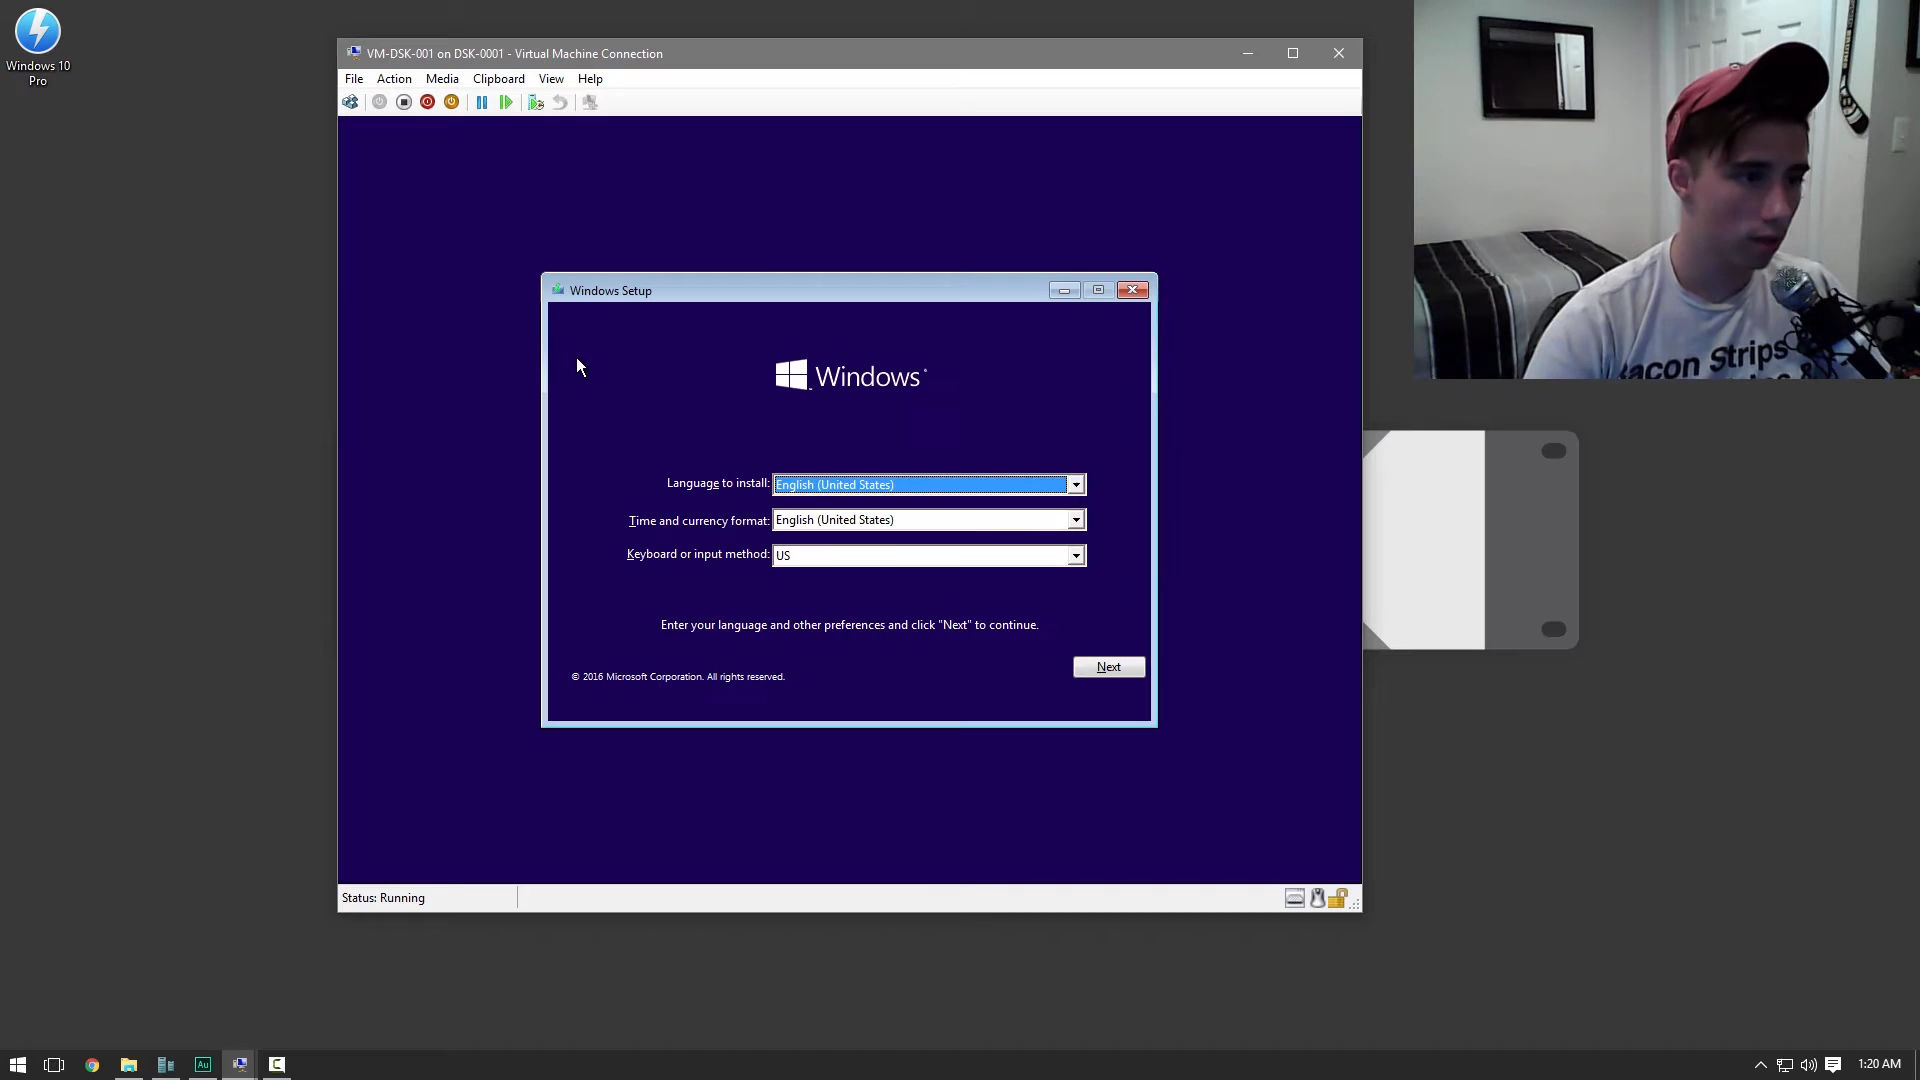 Windows 10
Pro
VM-DSK-001 on DSK-0001 - Virtual Machine Connection
File Action Media Clipboard View Help
Windows Setup
Windows
Language to install: English (United States)
Time and currency format: English (United States)
Keyboard or input method: US
Enter your language and other preferences and click "Next" to continue.
Next
© 2016 Microsoft Corporation. All rights reserved.
Status: Running
acon Strips
&
Au
1:20 AM